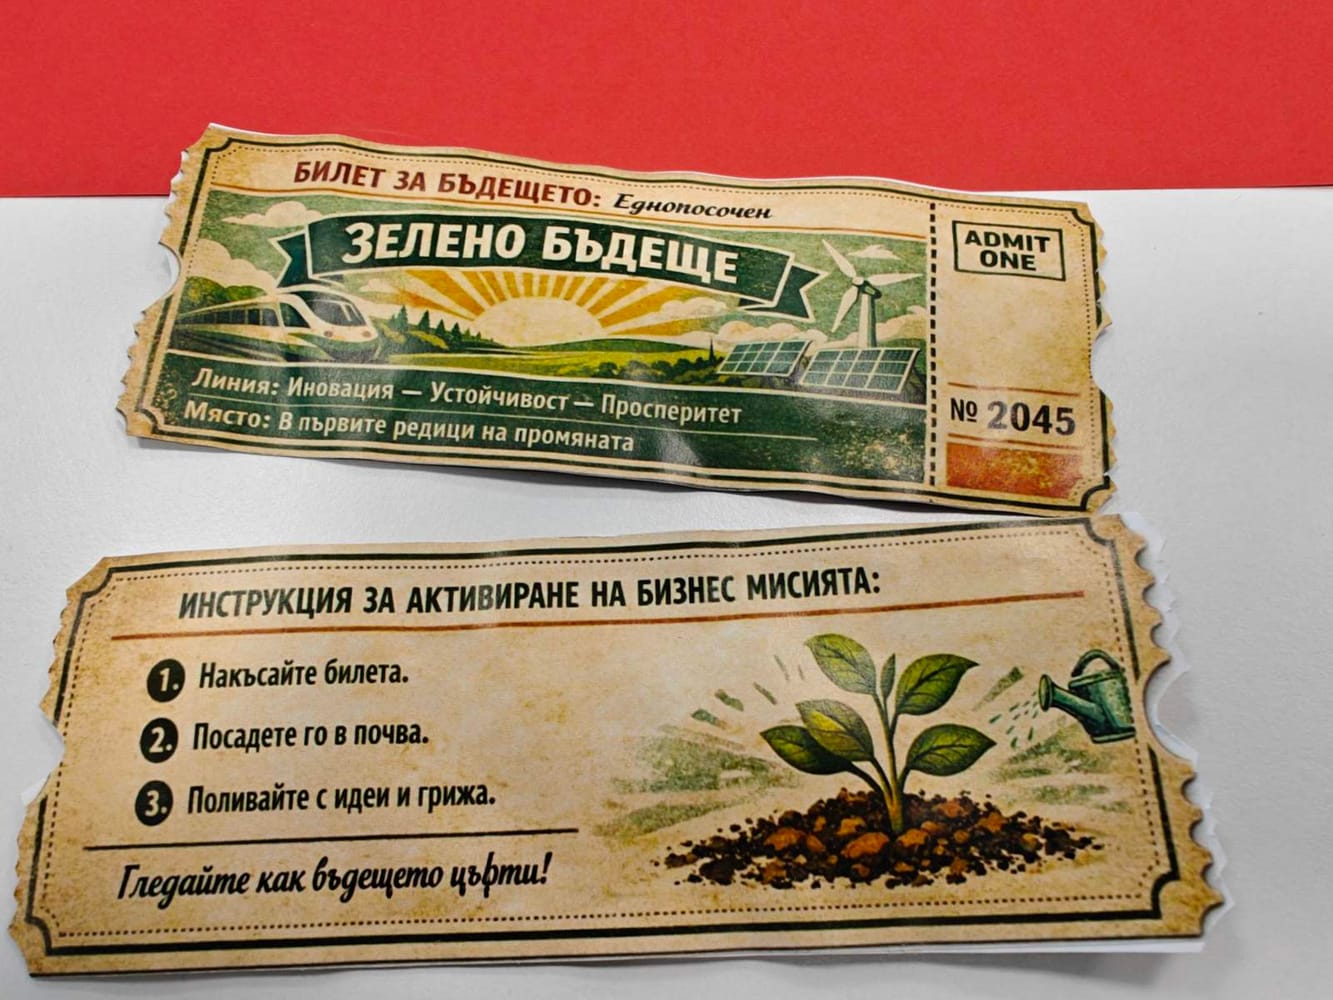 БИЛЕТ ЗА БЪДЕЩЕТО: Еднопосочен
ЗЕЛЕНО БЪДЕЩЕ
Линия: Иновация — Устойчивост — Просперитет
Място: В първите редици на промяната
ADMIT
ONE
№ 2045
ИНСТРУКЦИЯ ЗА АКТИВИРАНЕ НА БИЗНЕС МИСИЯТА:
1. Накъсайте билета.
2. Посадете го в почва.
3. Поливайте с идеи и грижа.
Гледайте как бъдещето цъфти!